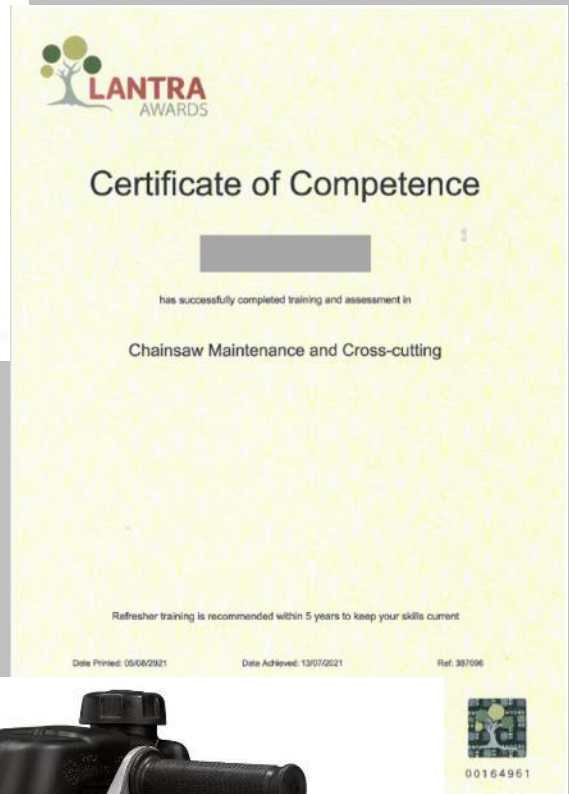 LANTRA
AWARDS
Certificate of Competence
has successfully completed training and assessment in
Chainsaw Maintenance and Cross-cutting
Refresher training is recommended within 5 years to keep your skills current
Date Printed: 05/08/2021 Date Achieved: 13/07/2021 Ref: 387096
00164961